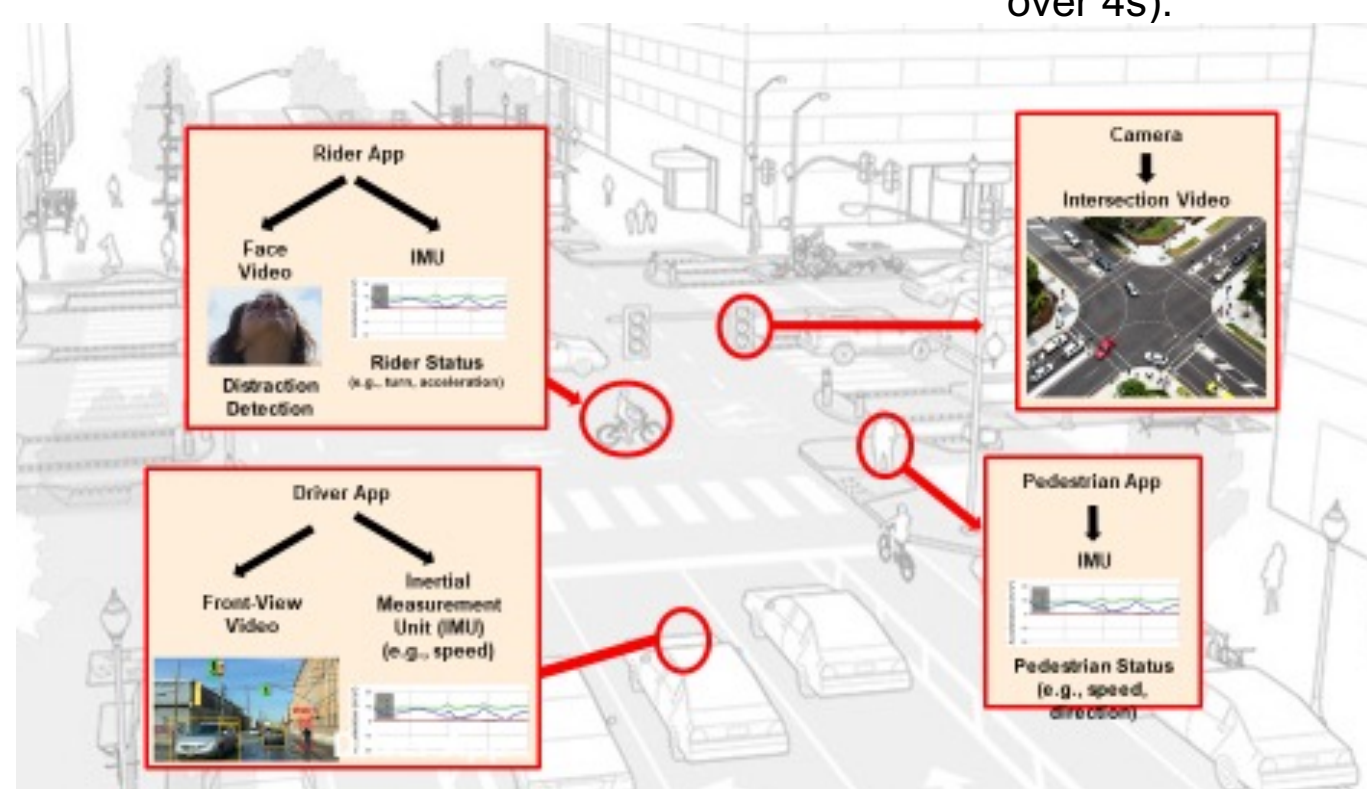 over 4s).
Rider App
Face
Video
IMU
Distraction
Detection
Rider Status
(e.g., turn, acceleration)
Camera
Intersection Video
Driver App
Front-View
Video
Inertial
Measurement
Unit (IMU)
(e.g., speed)
Pedestrian App
IMU
Pedestrian Status
(e.g., speed,
direction)